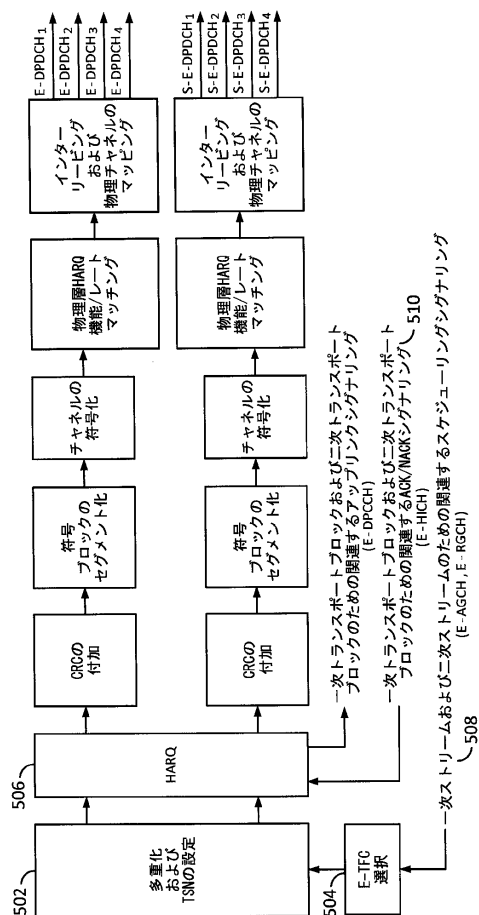 502
多重化
および
TSNの設定
504
E-TFC
選択
506
HARQ
CRCの
付加
符号
ブロックの
セグメント化
チャネルの
符号化
物理層HARQ
機能/レート
マッチング
インター
リービング
および
物理チャネルの
マッピング
E-DPDCH1
E-DPDCH2
E-DPDCH3
E-DPDCH4
CRCの
付加
符号
ブロックの
セグメント化
チャネルの
符号化
物理層HARQ
機能/レート
マッチング
インター
リービング
および
物理チャネルの
マッピング
S-E-DPDCH1
S-E-DPDCH2
S-E-DPDCH3
S-E-DPDCH4
一次トランスポートブロックおよび二次トランスポート
ブロックのための関連するアップリンクシグナリング
(E-DPCCH)
一次トランスポートブロックおよび二次トランスポート
ブロックのための関連するACK/NACKシグナリング
(E-HICH)
510
一次ストリームおよび二次ストリームのための関連するスケジューリングシグナリング
(E-AGCH, E-RGCH)
508